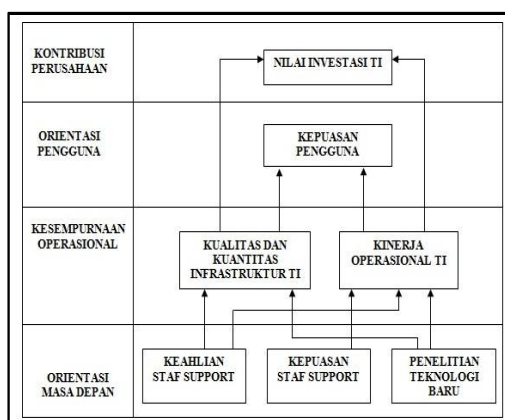 KONTRIBUSI
PERUSAHAAN
NILAI INVESTASI TI
ORIENTASI
PENGGUNA
KEPUASAN
PENGGUNA
KESEMPURNAAN
OPERASIONAL
KUALITAS DAN
KUANTITAS
INFRASTRUKTUR TI
KINERJA
OPERASIONAL TI
ORIENTASI
MASA DEPAN
KEAHLIAN
STAF SUPPORT
KEPUASAN
STAF SUPPORT
PENELITIAN
TEKNOLOGI
BARU